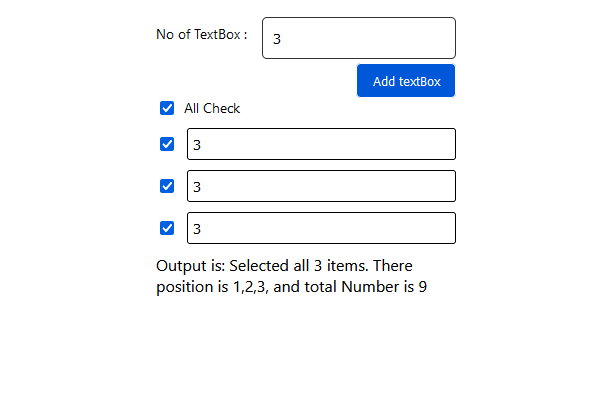 No of TextBox :
3
Add textBox
All Check
3
3
3
Output is: Selected all 3 items. There
position is 1,2,3, and total Number is 9